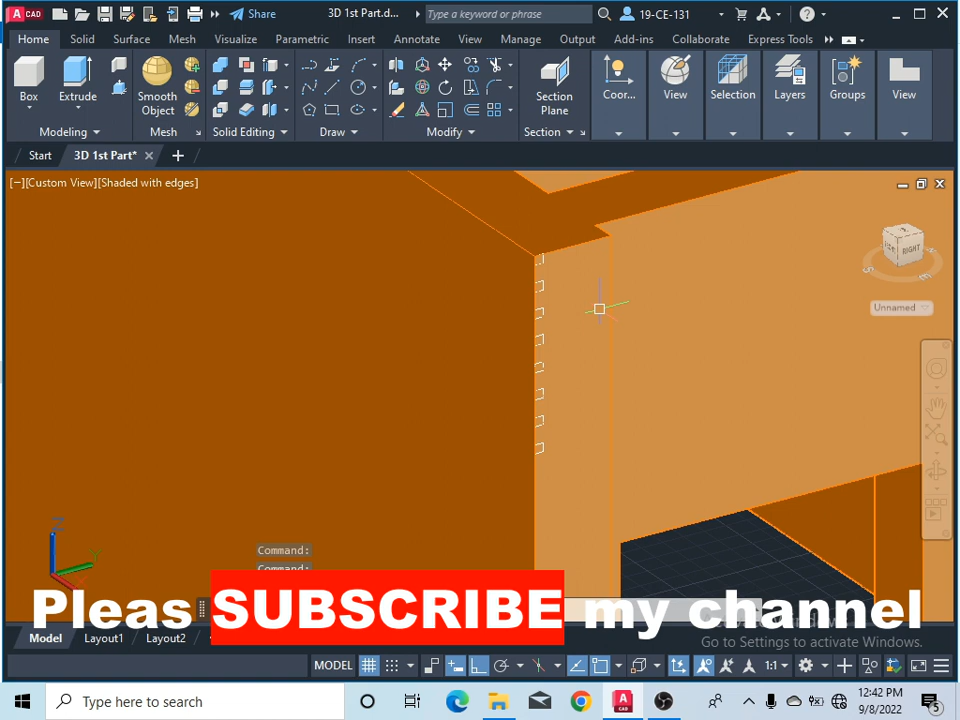 A CAD Share 3D 1st Part.d... Type a keyword or phrase 19-CE-131
Home Solid Surface Mesh Visualize Parametric Insert Annotate View Manage Output Add-ins Collaborate Express Tools
Box Extrude Smooth Object Section Plane Coor... View Selection Layers Groups View
Modeling Mesh Solid Editing Draw Modify Section
Start 3D 1st Part*
[−][Custom View][Shaded with edges]
RIGHT
Unnamed
Command:
Command:
Pleas SUBSCRIBE my channel
Go to Settings to activate Windows.
Model Layout1 Layout2
MODEL 1:1
Type here to search
12:42 PM
9/8/2022
5